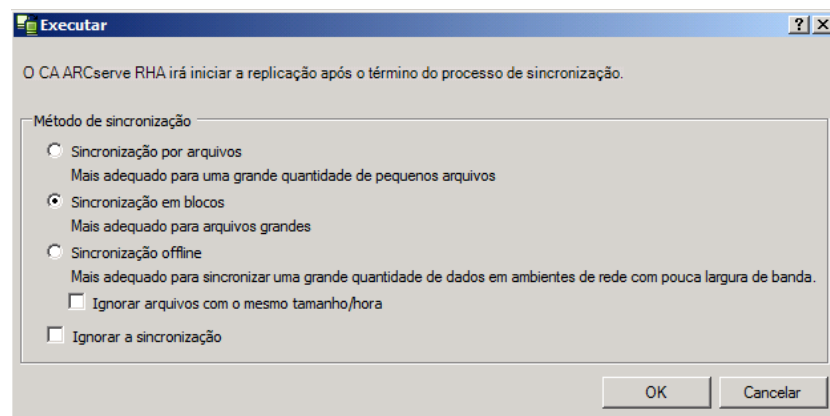 Executar
O CA ARCserve RHA irá iniciar a replicação após o término do processo de sincronização.
Método de sincronização
Sincronização por arquivos
Mais adequado para uma grande quantidade de pequenos arquivos
Sincronização em blocos
Mais adequado para arquivos grandes
Sincronização offline
Mais adequado para sincronizar uma grande quantidade de dados em ambientes de rede com pouca largura de banda.
Ignorar arquivos com o mesmo tamanho/hora
Ignorar a sincronização
OK Cancelar